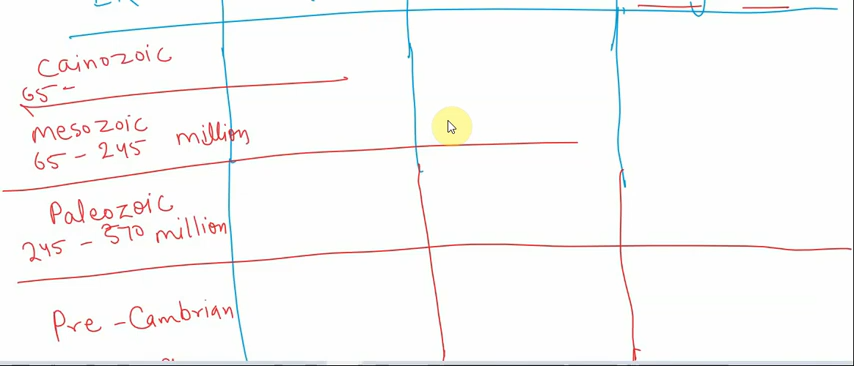 Cainozoic
65 -
Mesozoic
65 - 245 million
Paleozoic
245 - 570 million
Pre - Cambrian